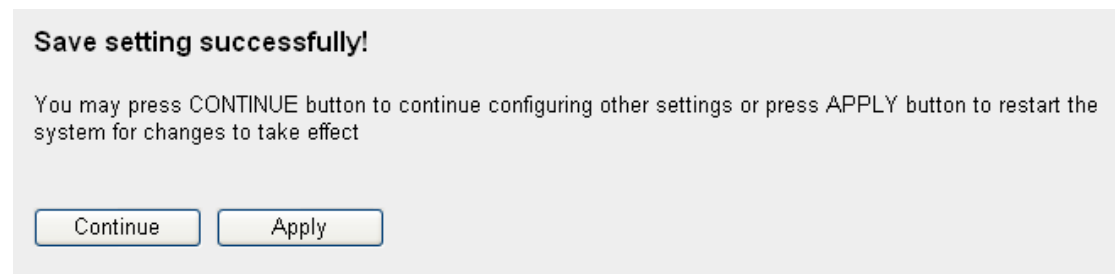 Save setting successfully!
You may press CONTINUE button to continue configuring other settings or press APPLY button to restart the
system for changes to take effect
Continue
Apply